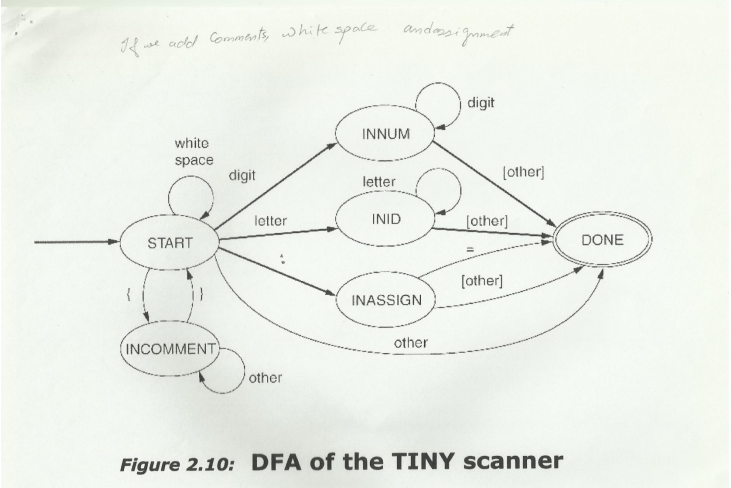 If we add Comments, white space and assignment
digit
INNUM
white
space
digit
[other]
letter
letter
INID
[other]
DONE
START
=
:
[other]
INASSIGN
{
}
INCOMMENT
other
other
Figure 2.10: DFA of the TINY scanner